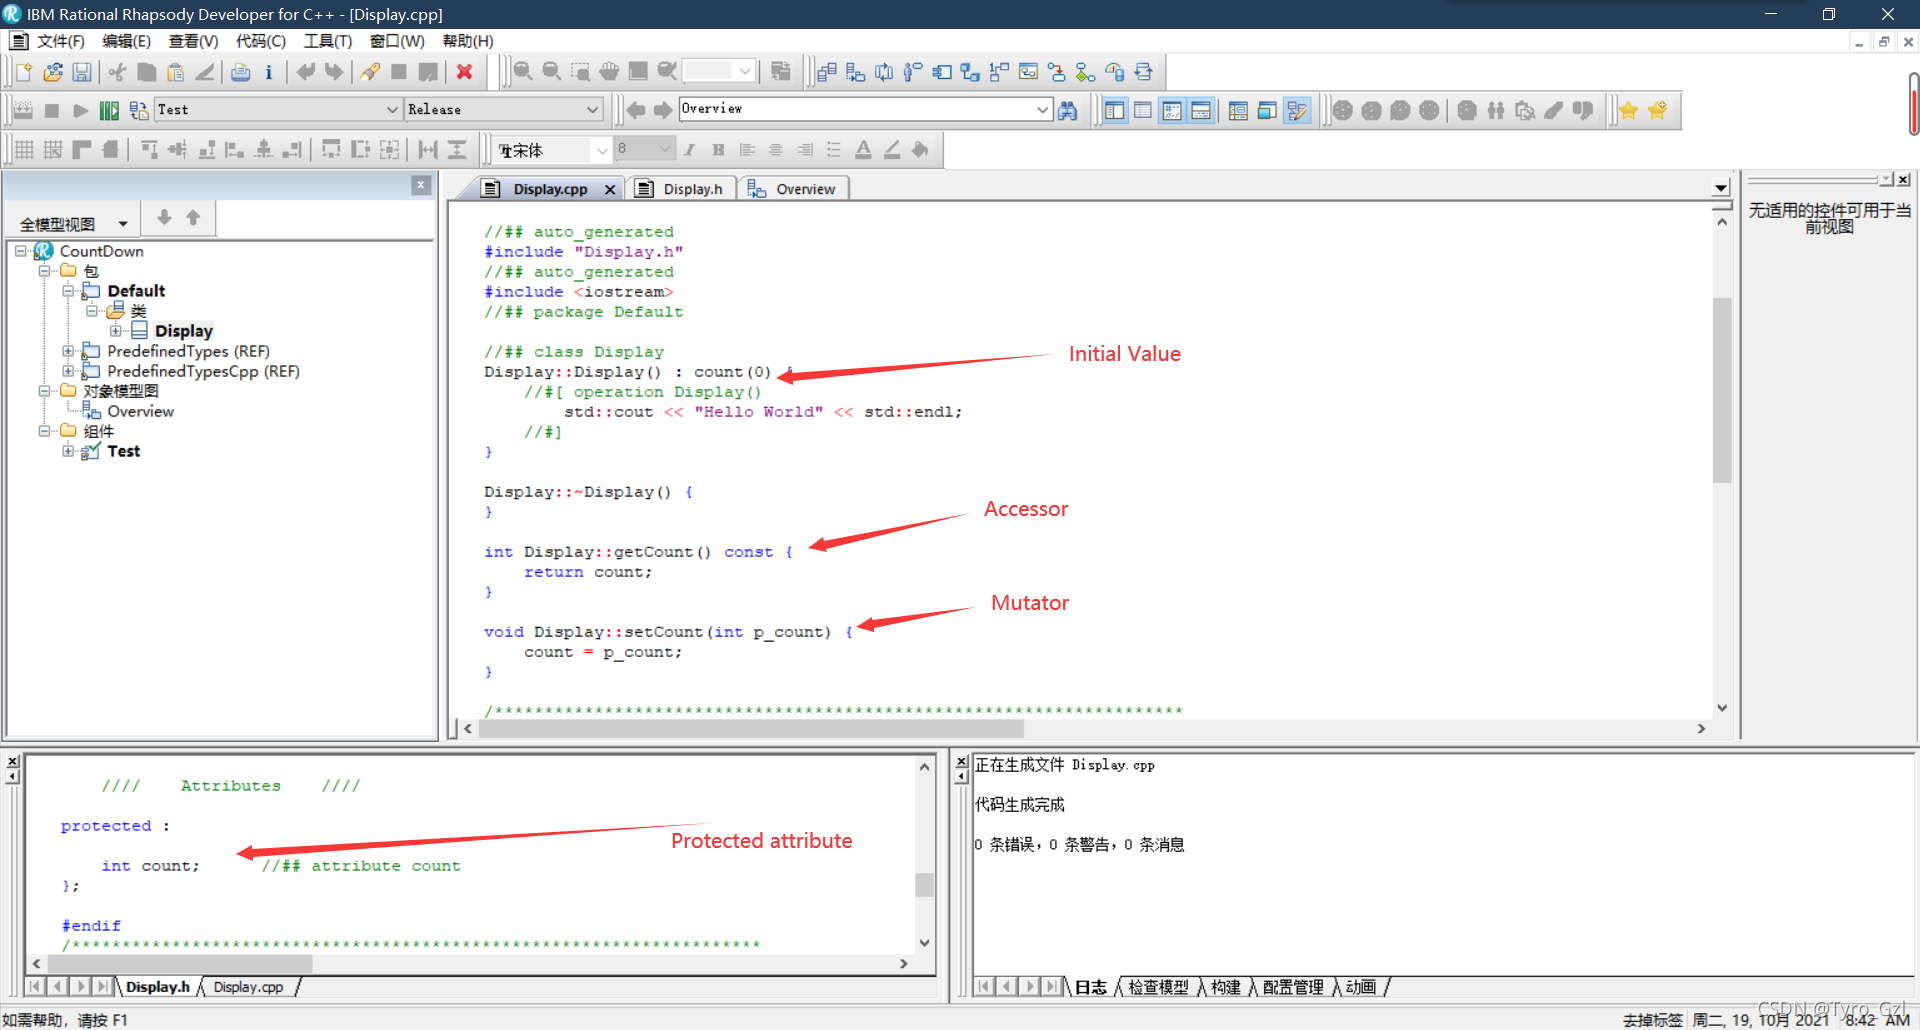 IBM Rational Rhapsody Developer for C++ - [Display.cpp]
文件(F) 编辑(E) 查看(V) 代码(C) 工具(T) 窗口(W) 帮助(H)
Test Release Overview
宋体 8
Display.cpp Display.h Overview
全模型视图
CountDown
包
Default
类
Display
PredefinedTypes (REF)
PredefinedTypesCpp (REF)
对象模型图
Overview
组件
Test
//## auto_generated
#include "Display.h"
//## auto_generated
#include <iostream>
//## package Default
//## class Display
Display::Display() : count(0) {
//#[ operation Display()
std::cout << "Hello World" << std::endl;
//#]
}
Display::~Display() {
}
int Display::getCount() const {
return count;
}
void Display::setCount(int p_count) {
count = p_count;
}
Initial Value
Accessor
Mutator
无适用的控件可用于当
前视图
//// Attributes ////
protected :
int count; //## attribute count
};
#endif
Protected attribute
Display.h Display.cpp
正在生成文件 Display.cpp
代码生成完成
0 条错误，0 条警告，0 条消息
日志 检查模型 构建 配置管理 动画
如需帮助，请按 F1
去掉标签 周二, 19, 10月 2021 8:42 AM
CSDN @Tyro_Gzl